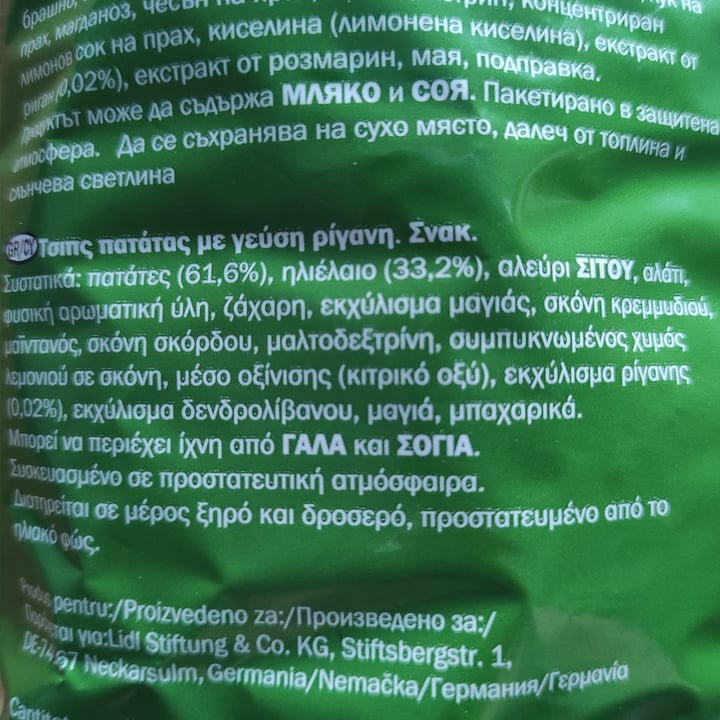 брашно,
прах, магданоз, чесън на концентриран
лимонов сок на прах, киселина (лимонена киселина), екстракт от
риган (0,02%), екстракт от розмарин, мая, подправка.
Продуктът може да съдържа МЛЯКО и СОЯ. Пакетирано в защитена
атмосфера. Да се съхранява на сухо място, далеч от топлина и
слънчева светлина
GR/CY Τσιπς πατάτας με γεύση ρίγανη. Σνακ.
Συστατικά: πατάτες (61,6%), ηλιέλαιο (33,2%), αλεύρι ΣΙΤΟΥ, αλάτι,
φυσική αρωματική ύλη, ζάχαρη, εκχύλισμα μαγιάς, σκόνη κρεμμυδιού,
μαϊντανός, σκόνη σκόρδου, μαλτοδεξτρίνη, συμπυκνωμένος χυμός
λεμονιού σε σκόνη, μέσο οξίνισης (κιτρικό οξύ), εκχύλισμα ρίγανης
(0,02%), εκχύλισμα δενδρολίβανου, μαγιά, μπαχαρικά.
Μπορεί να περιέχει ίχνη από ΓΑΛΑ και ΣΟΓΙΑ.
Συσκευασμένο σε προστατευτική ατμόσφαιρα.
Διατηρείται σε μέρος ξηρό και δροσερό, προστατευμένο από το
ηλιακό φως.
Produs pentru:/Proizvedeno za:/Произведено за:/
Παράγεται για:Lidl Stiftung & Co. KG, Stiftsbergstr. 1,
DE-74167 Neckarsulm, Germania/Nemačka/Германия/Γερμανία